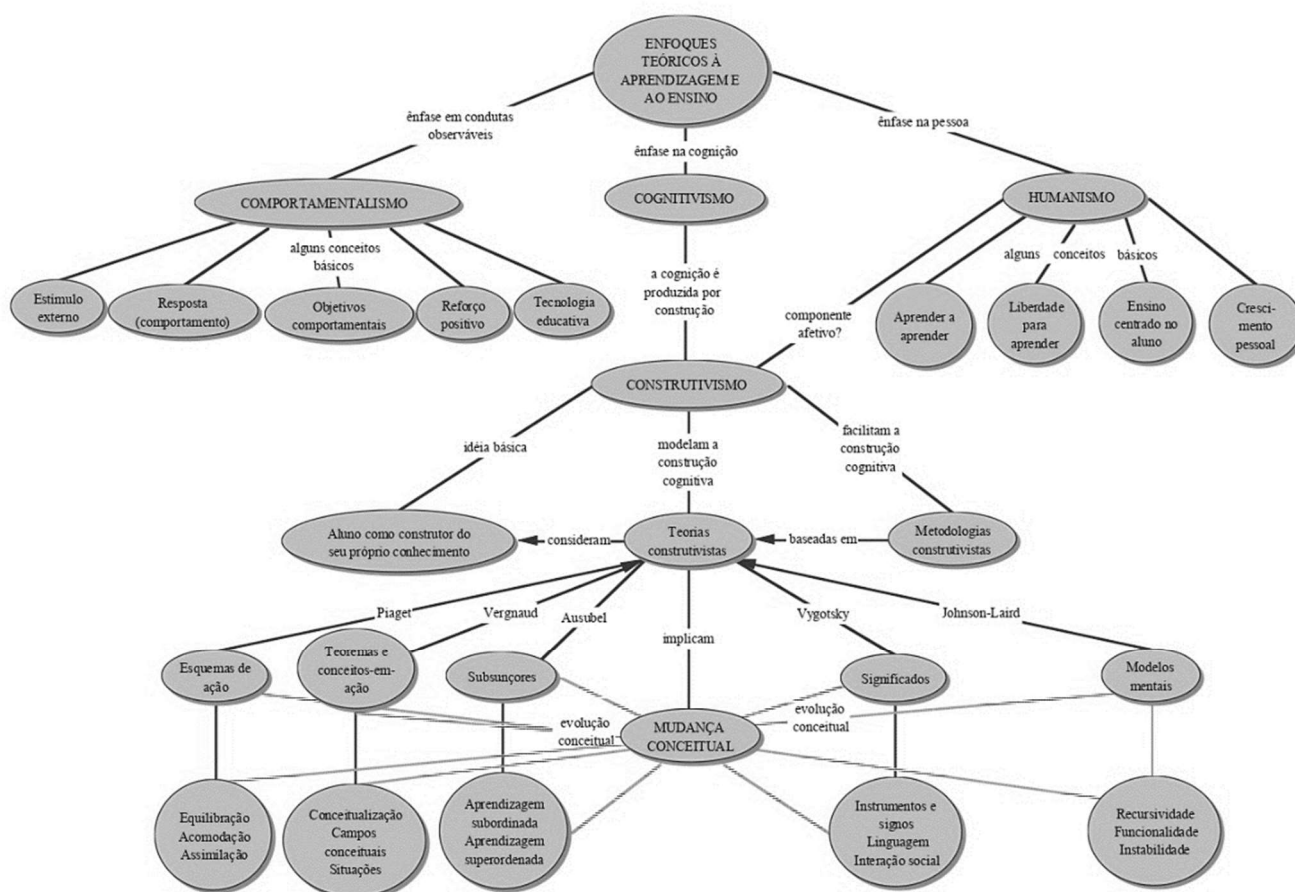 ENFOQUES
TEÓRICOS À
APRENDIZAGEM E
AO ENSINO
ênfase em condutas
observáveis
ênfase na cognição
ênfase na pessoa
COMPORTAMENTALISMO
COGNITIVISMO
HUMANISMO
alguns conceitos
básicos
a cognição é
produzida por
construção
alguns conceitos básicos
componente
afetivo?
Estímulo
externo
Resposta
(comportamento)
Objetivos
comportamentais
Reforço
positivo
Tecnologia
educativa
Aprender a
aprender
Liberdade
para
aprender
Ensino
centrado no
aluno
Cresci-
mento
pessoal
CONSTRUTIVISMO
idéia básica
modelam a
construção
cognitiva
facilitam a
construção
cognitiva
Aluno como construtor do
seu próprio conhecimento
consideram
Teorias
construtivistas
baseadas em
Metodologias
construtivistas
Piaget
Vergnaud
Ausubel
implicam
Vygotsky
Johnson-Laird
Esquemas de
ação
Teoremas e
conceitos-em-
ação
Subsunçores
Significados
Modelos
mentais
evolução
conceitual
MUDANÇA
CONCEITUAL
evolução
conceitual
Equilibração
Acomodação
Assimilação
Conceitualização
Campos
conceituais
Situações
Aprendizagem
subordinada
Aprendizagem
superordenada
Instrumentos e
signos
Linguagem
Interação social
Recursividade
Funcionalidade
Instabilidade